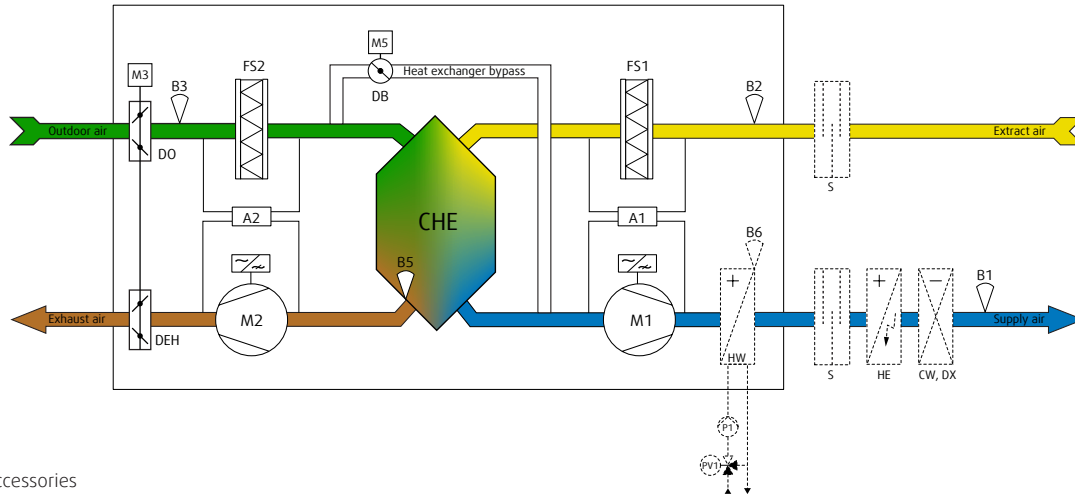 M5
FS2
FS1
M3
B3
Heat exchanger bypass
B2
DB
Outdoor air
Extract air
DO
S
A2
CHE
A1
B6
B5
B1
M2
M1
Exhaust air
Supply air
DEH
HW
S
HE
CW, DX
P1
PV1
ccessories